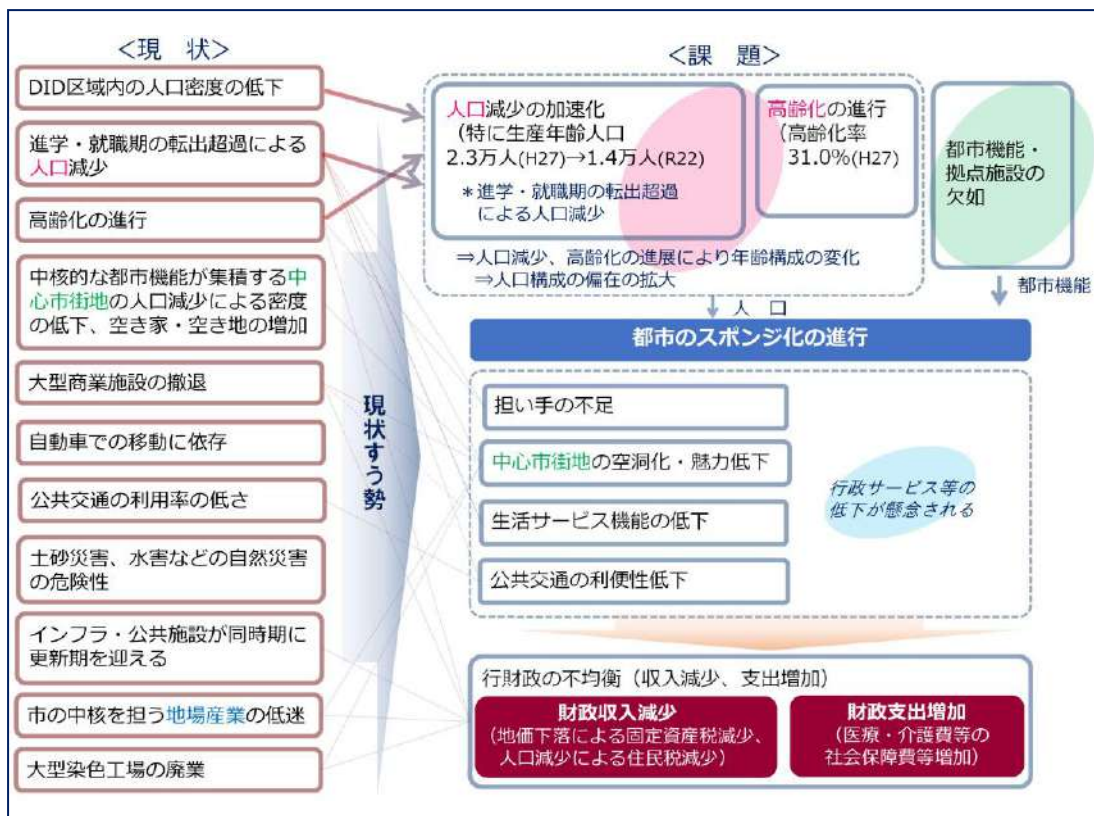 <現 状>
DID区域内の人口密度の低下
進学・就職期の転出超過による
人口減少
高齢化の進行
中核的な都市機能が集積する中
心市街地の人口減少による密度
の低下、空き家・空き地の増加
大型商業施設の撤退
自動車での移動に依存
公共交通の利用率の低さ
土砂災害、水害などの自然災害
の危険性
インフラ・公共施設が同時期に
更新期を迎える
市の中核を担う地場産業の低迷
大型染色工場の廃業
現状すう勢
<課 題>
人口減少の加速化
(特に生産年齢人口
2.3万人(H27)→1.4万人(R22)
*進学・就職期の転出超過
による人口減少
高齢化の進行
(高齢化率
31.0%(H27)
⇒人口減少、高齢化の進展により年齢構成の変化
⇒人口構成の偏在の拡大
都市機能・
拠点施設の
欠如
人 口
都市機能
都市のスポンジ化の進行
担い手の不足
中心市街地の空洞化・魅力低下
生活サービス機能の低下
公共交通の利便性低下
行政サービス等の
低下が懸念される
行財政の不均衡(収入減少、支出増加)
財政収入減少
(地価下落による固定資産税減少、
人口減少による住民税減少)
財政支出増加
(医療・介護費等の
社会保障費等増加)